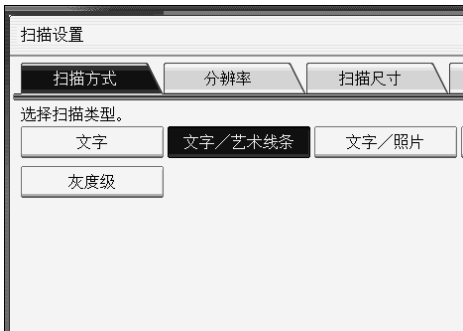 扫描设置
扫描方式 分辨率 扫描尺寸
选择扫描类型。
文字 文字／艺术线条 文字／照片
灰度级